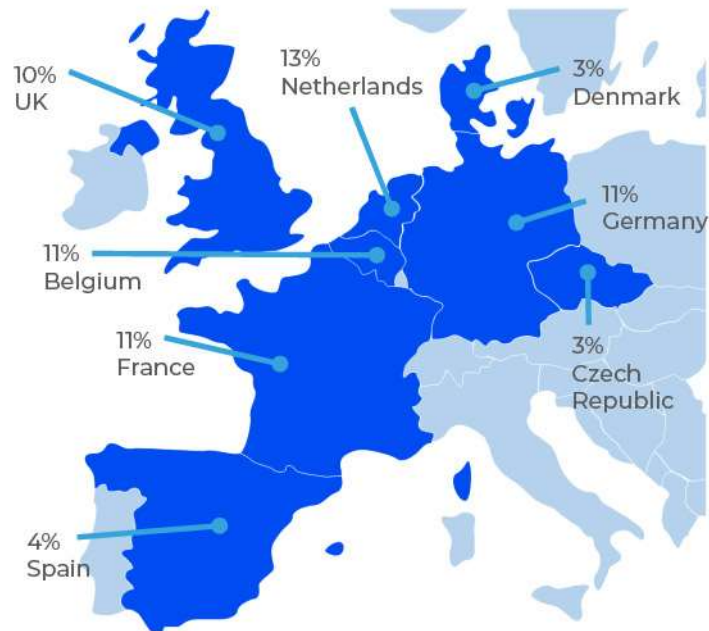 10%
UK
13%
Netherlands
3%
Denmark
11%
Germany
11%
Belgium
11%
France
3%
Czech
Republic
4%
Spain